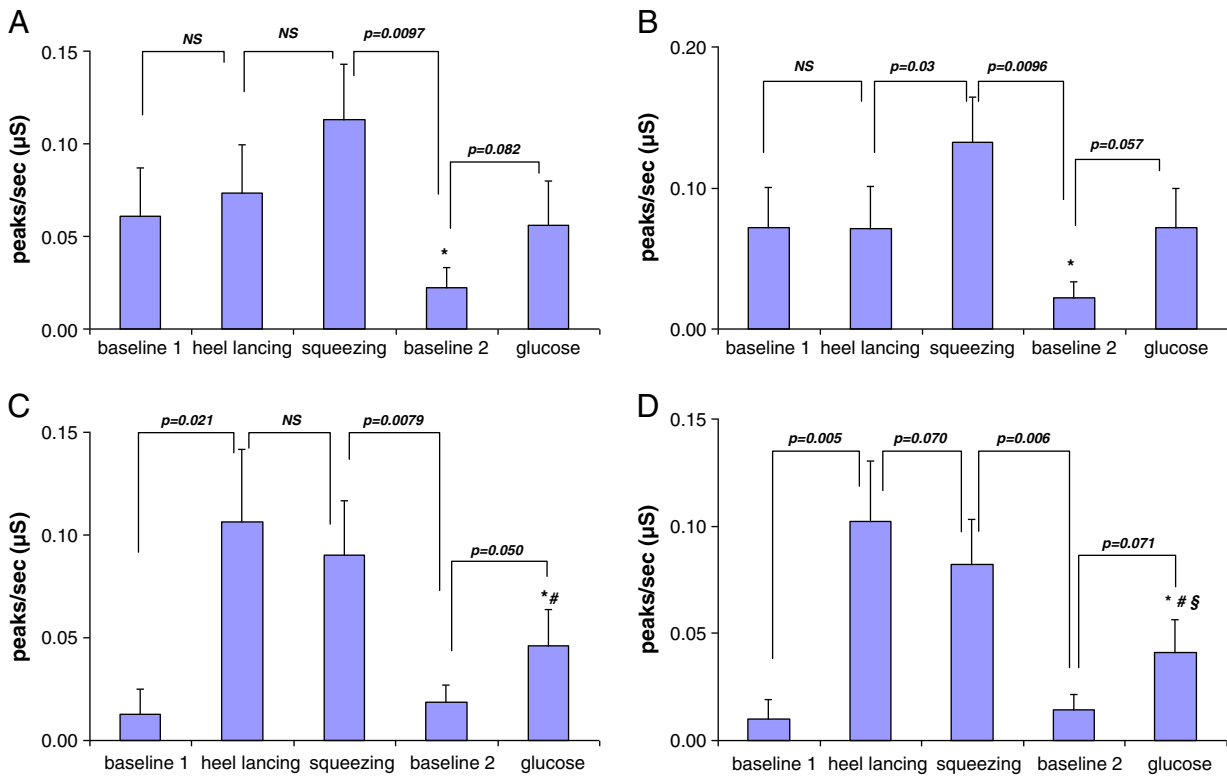 A
peaks/sec (µS)
0.15
0.10
0.05
0.00
NS
NS
p=0.0097
p=0.082
*
baseline 1 heel lancing squeezing baseline 2 glucose
B
peaks/sec (µS)
0.20
0.10
0.00
NS
p=0.03
p=0.0096
p=0.057
*
baseline 1 heel lancing squeezing baseline 2 glucose
C
peaks/sec (µS)
0.15
0.10
0.05
0.00
p=0.021
NS
p=0.0079
p=0.050
*#
baseline 1 heel lancing squeezing baseline 2 glucose
D
peaks/sec (µS)
0.15
0.10
0.05
0.00
p=0.005
p=0.070
p=0.006
p=0.071
* # §
baseline 1 heel lancing squeezing baseline 2 glucose